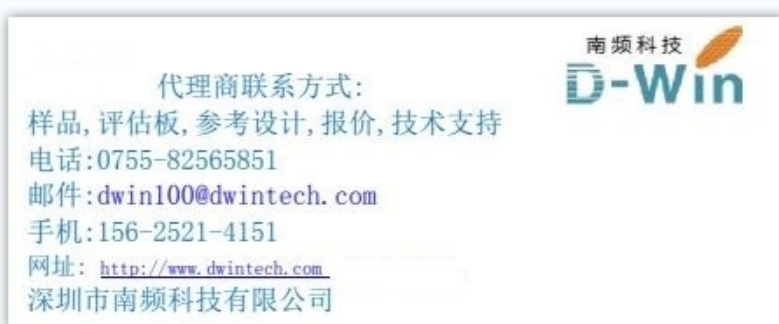 南频科技
D-Win
代理商联系方式:
样品,评估板,参考设计,报价,技术支持
电话:0755-82565851
邮件:dwin100@dwintech.com
手机:156-2521-4151
网址: http://www.dwintech.com
深圳市南频科技有限公司